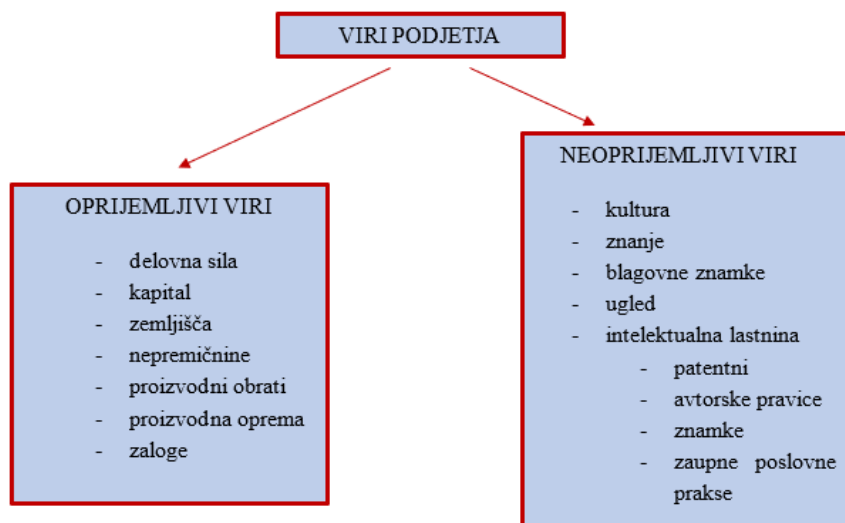 VIRI PODJETJA
OPRIJEMLJIVI VIRI
- delovna sila
- kapital
- zemljišča
- nepremičnine
- proizvodni obrati
- proizvodna oprema
- zaloge
NEOPRIJEMLJIVI VIRI
- kultura
- znanje
- blagovne znamke
- ugled
- intelektualna lastnina
- patentni
- avtorske pravice
- znamke
- zaupne poslovne
prakse